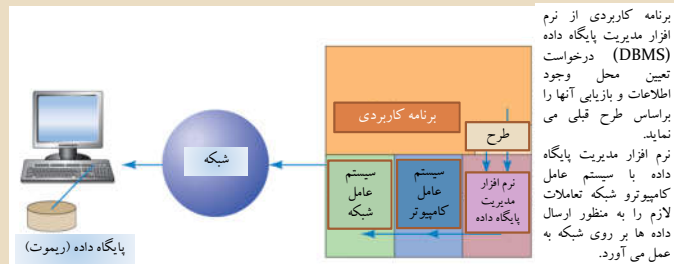 برنامه کاربردی از نرم
افزار مدیریت پایگاه داده
(DBMS) درخواست
تعیین محل وجود
اطلاعات و بازیابی آنها را
براساس طرح قبلی می
نماید.
نرم افزار مدیریت پایگاه
داده با سیستم عامل
کامپیوترو شبکه تعاملات
لازم را به منظور ارسال
داده ها بر روی شبکه به
عمل می آورد.
برنامه کاربردی
طرح
نرم افزار
مدیریت
پایگاه داده
سیستم
عامل
کامپیوتر
سیستم
عامل
شبکه
شبکه
پایگاه داده (ریموت)